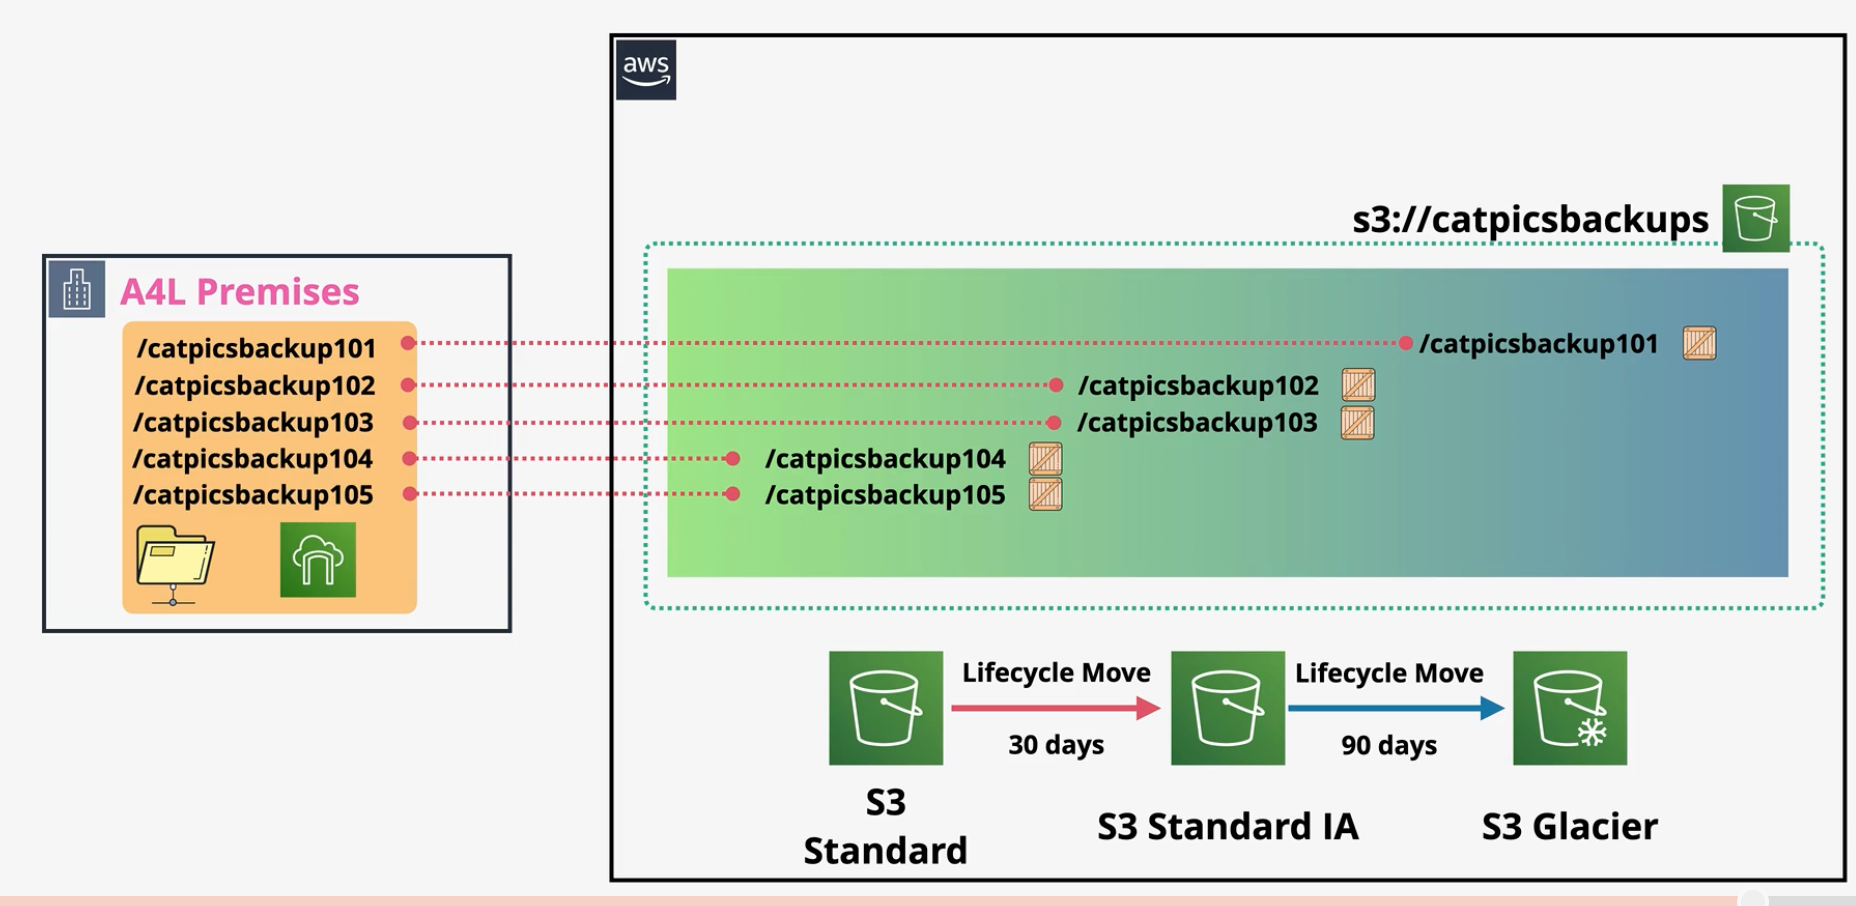 aws
s3://catpicsbackups
A4L Premises
/catpicsbackup101
/catpicsbackup102
/catpicsbackup103
/catpicsbackup104
/catpicsbackup105
/catpicsbackup101
/catpicsbackup102
/catpicsbackup103
/catpicsbackup104
/catpicsbackup105
Lifecycle Move
30 days
Lifecycle Move
90 days
S3
Standard
S3 Standard IA
S3 Glacier